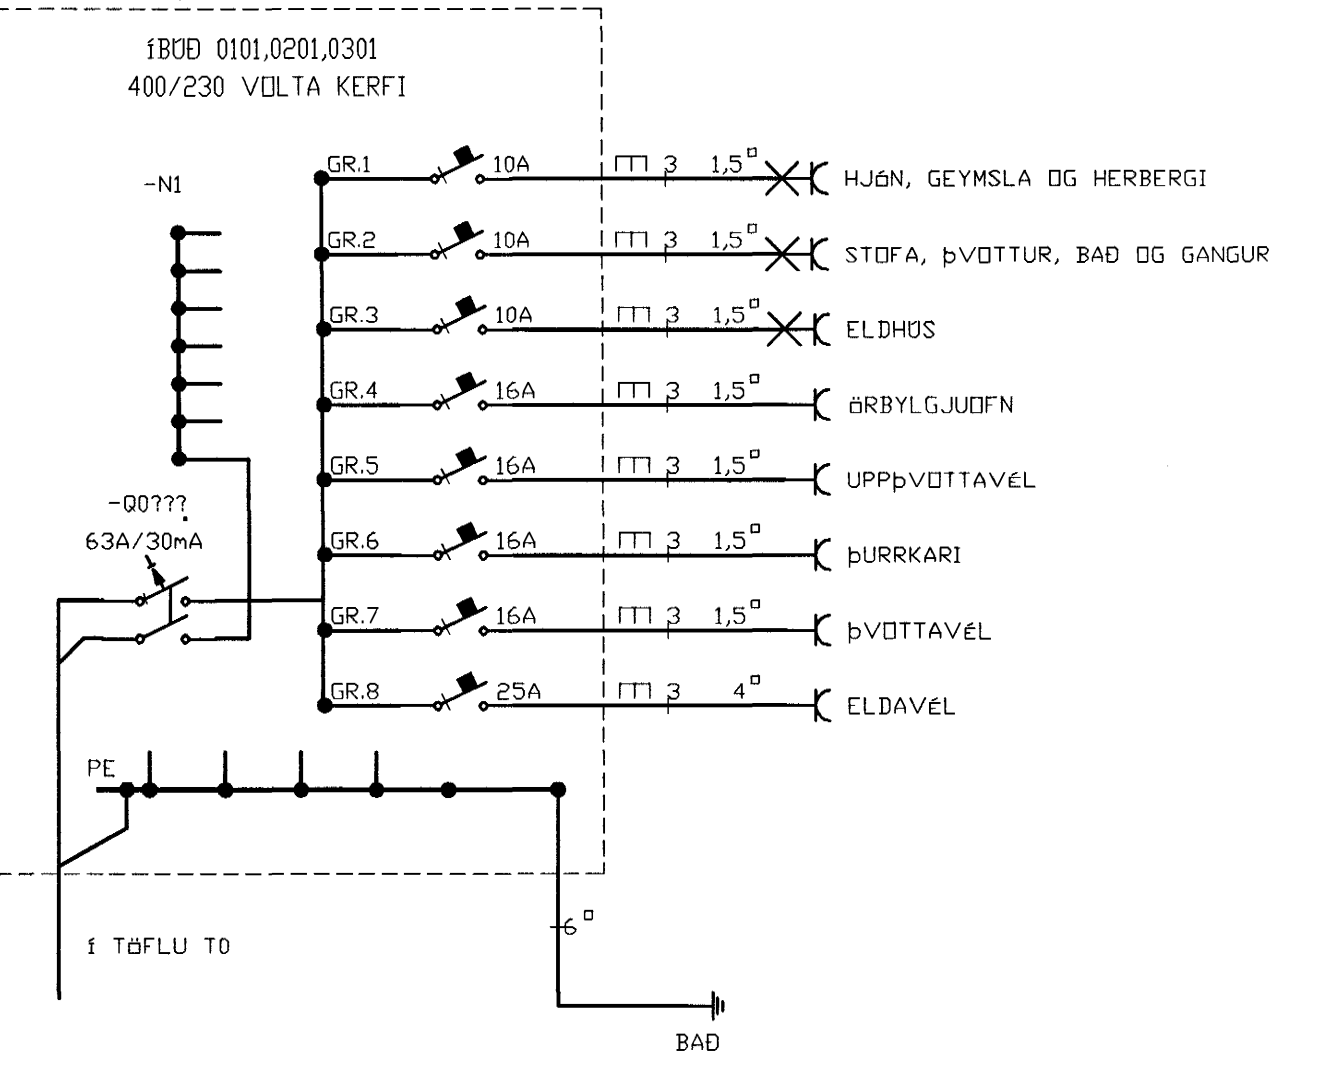 íBÚÐ 0101,0201,0301
400/230 VOLTA KERFI
-N1
GR.1 10A 3 1,5□ HJóN, GEYMSLA OG HERBERGI
GR.2 10A 3 1,5□ STOFA, þVOTTUR, BAÐ OG GANGUR
GR.3 10A 3 1,5□ ELDHÚS
GR.4 16A 3 1,5□ öRBYLGJUOFN
GR.5 16A 3 1,5□ UPPþVOTTAVéL
-Q0???
63A/30mA
GR.6 16A 3 1,5□ þURRKARI
GR.7 16A 3 1,5□ þVOTTAVéL
GR.8 25A 3 4□ ELDAVéL
PE
6□
í TöFLU T0
BAÐ